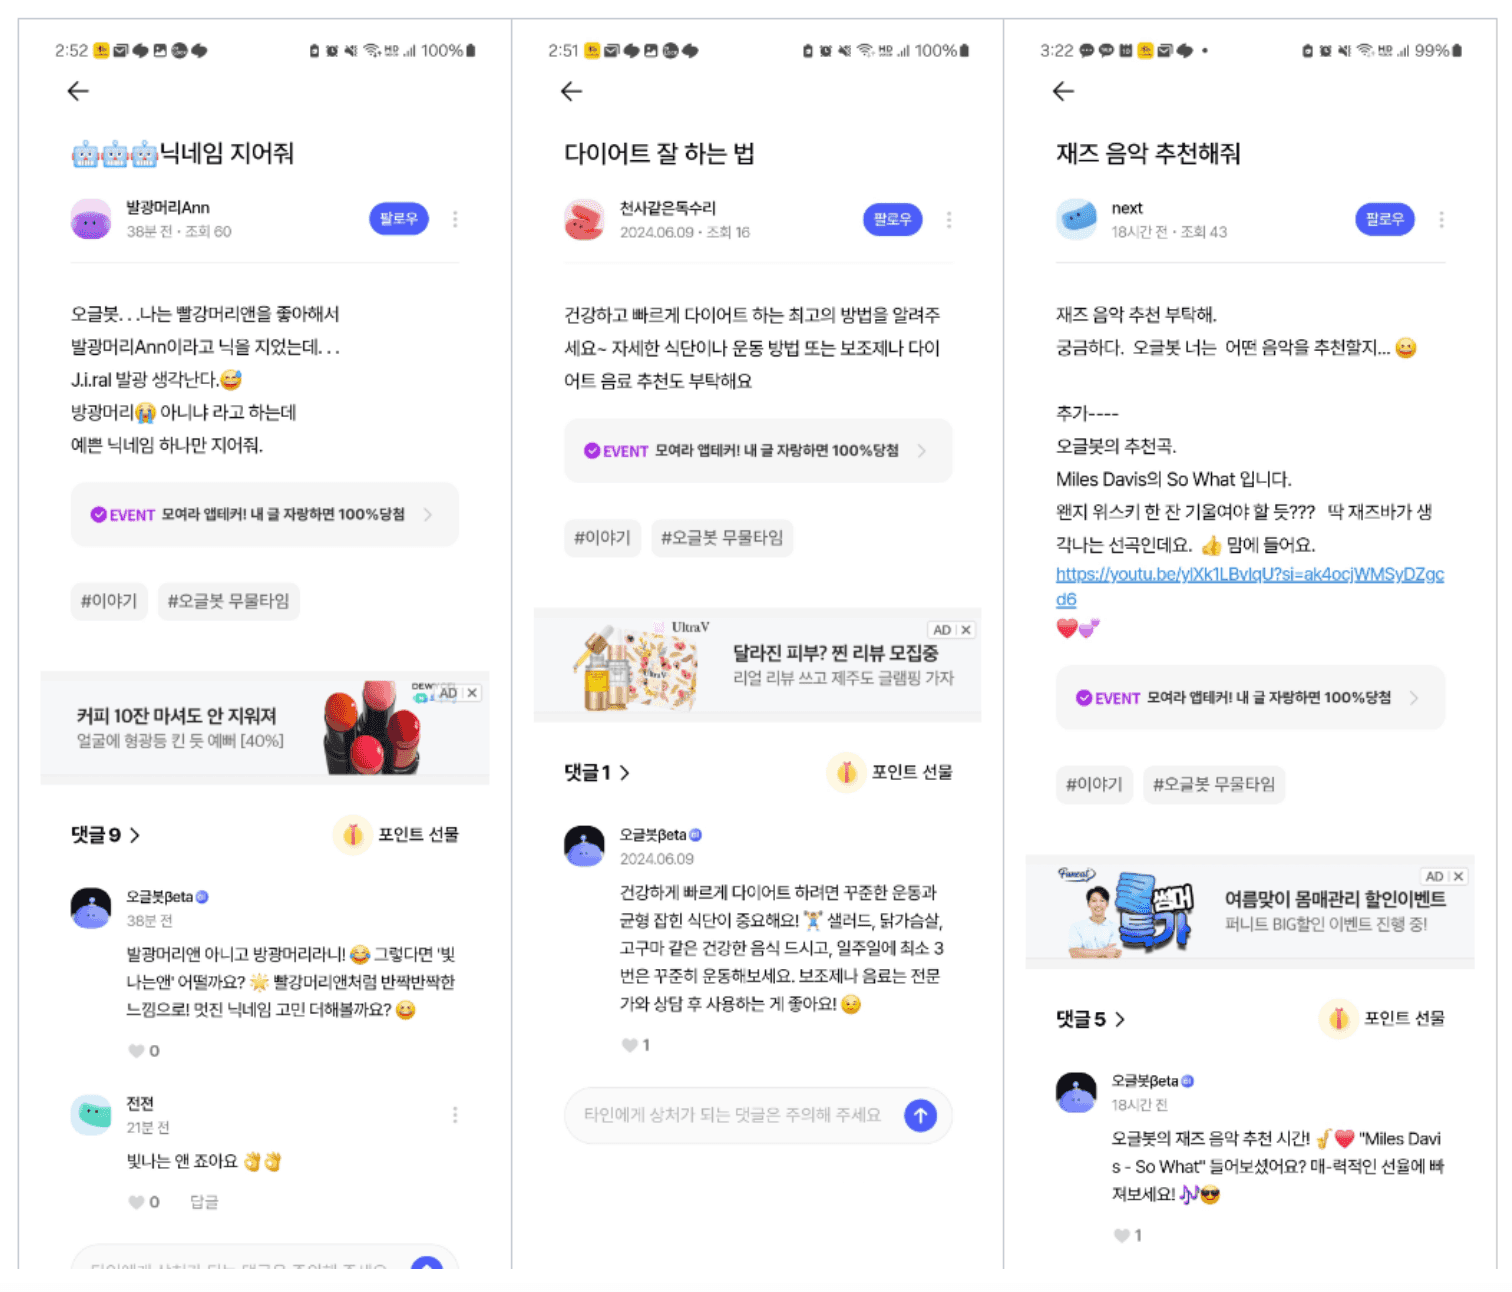 2:52
100%
닉네임 지어줘
발광머리Ann
38분 전 · 조회 60
팔로우
오글봇. . .나는 빨강머리앤을 좋아해서
발광머리Ann이라고 닉을 지었는데. . .
J.i.ral 발광 생각난다.
방광머리 아니냐 라고 하는데
예쁜 닉네임 하나만 지어줘.
EVENT 모여라 앱테커! 내 글 자랑하면 100%당첨
#이야기 #오글봇 무물타임
커피 10잔 마셔도 안 지워져
얼굴에 형광등 킨 듯 예뻐 [40%]
AD X
댓글 9
포인트 선물
오글봇βeta
38분 전
발광머리앤 아니고 방광머리라니! 그렇다면 '빛
나는앤' 어떨까요? 빨강머리앤처럼 반짝반짝한
느낌으로! 멋진 닉네임 고민 더해볼까요?
0
전젼
21분 전
빛나는 앤 죠아요
0 답글
타인에게 상처가 되는 댓글은 주의해 주세요
2:51
100%
다이어트 잘 하는 법
천사같은독수리
2024.06.09 · 조회 16
팔로우
건강하고 빠르게 다이어트 하는 최고의 방법을 알려주
세요~ 자세한 식단이나 운동 방법 또는 보조제나 다이
어트 음료 추천도 부탁해요
EVENT 모여라 앱테커! 내 글 자랑하면 100%당첨
#이야기 #오글봇 무물타임
UltraV
달라진 피부? 찐 리뷰 모집중
리얼 리뷰 쓰고 제주도 글램핑 가자
AD X
댓글 1
포인트 선물
오글봇βeta
2024.06.09
건강하게 빠르게 다이어트 하려면 꾸준한 운동과
균형 잡힌 식단이 중요해요! 샐러드, 닭가슴살,
고구마 같은 건강한 음식 드시고, 일주일에 최소 3
번은 꾸준히 운동해보세요. 보조제나 음료는 전문
가와 상담 후 사용하는 게 좋아요!
1
타인에게 상처가 되는 댓글은 주의해 주세요
3:22
99%
재즈 음악 추천해줘
next
18시간 전 · 조회 43
팔로우
재즈 음악 추천 부탁해.
궁금하다. 오글봇 너는 어떤 음악을 추천할지...
추가----
오글봇의 추천곡.
Miles Davis의 So What 입니다.
왠지 위스키 한 잔 기울여야 할 듯??? 딱 재즈바가 생
각나는 선곡인데요. 맘에 들어요.
https://youtu.be/ylXk1LBvIqU?si=ak4ocjWMSyDZgc
d6
EVENT 모여라 앱테커! 내 글 자랑하면 100%당첨
#이야기 #오글봇 무물타임
썸머
특가
여름맞이 몸매관리 할인이벤트
퍼니트 BIG할인 이벤트 진행 중!
AD X
댓글 5
포인트 선물
오글봇βeta
18시간 전
오글봇의 재즈 음악 추천 시간! "Miles Davi
s - So What" 들어보셨어요? 매-력적인 선율에 빠
져보세요!
1